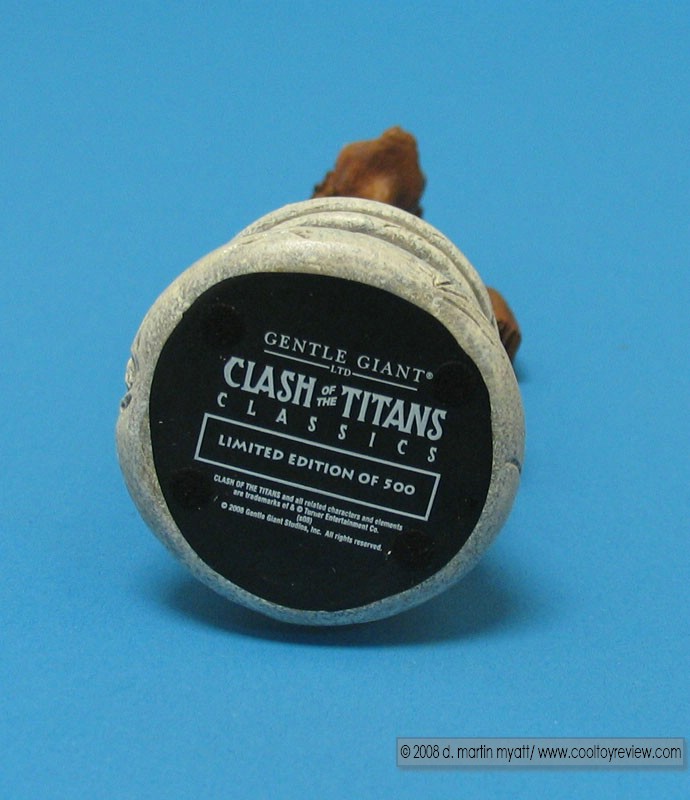 GENTLE GIANT®
LTD
CLASH OF THE TITANS
CLASSICS
LIMITED EDITION OF 500
CLASH OF THE TITANS and all related characters and elements
are trademarks of & © Turner Entertainment Co.
(s08)
© 2008 Gentle Giant Studios, Inc. All rights reserved.
© 2008 d. martin myatt/ www.cooltoyreview.com